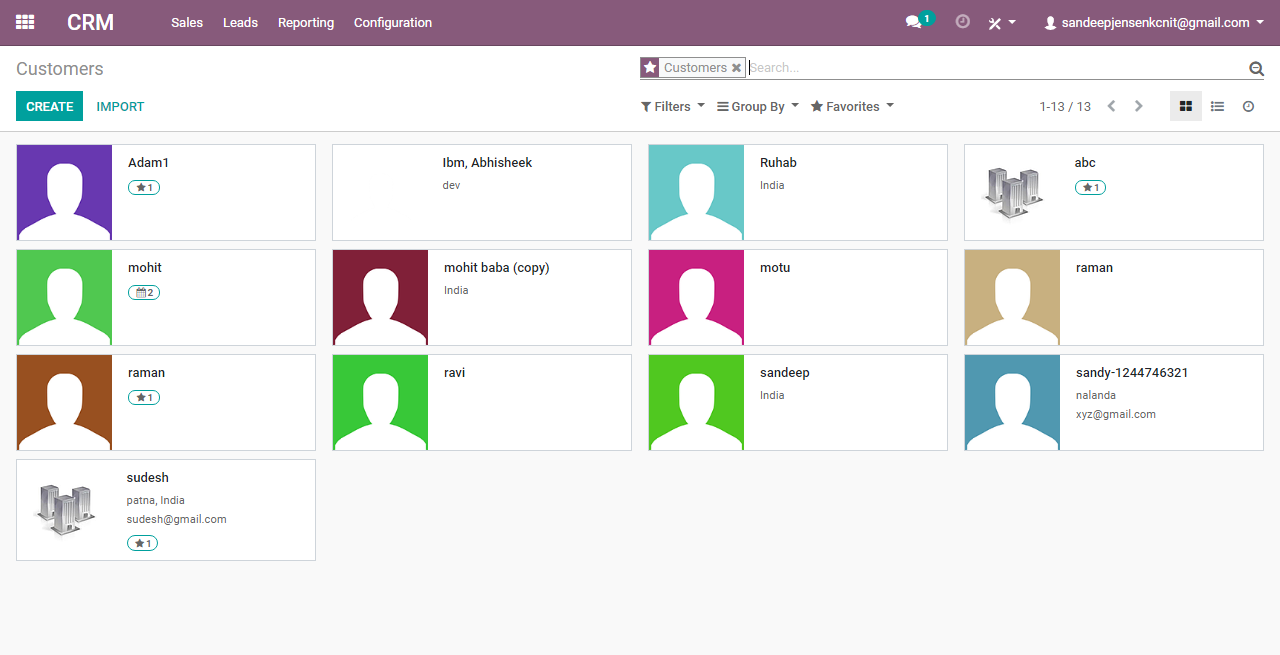 CRM Sales Leads Reporting Configuration 1 sandeepjensenkcnit@gmail.com
Customers Customers Search...
CREATE IMPORT Filters Group By Favorites 1-13 / 13
Adam1
1
Ibm, Abhisheek
dev
Ruhab
India
abc
1
mohit
2
mohit baba (copy)
India
motu
raman
raman
1
ravi
sandeep
India
sandy-1244746321
nalanda
xyz@gmail.com
sudesh
patna, India
sudesh@gmail.com
1